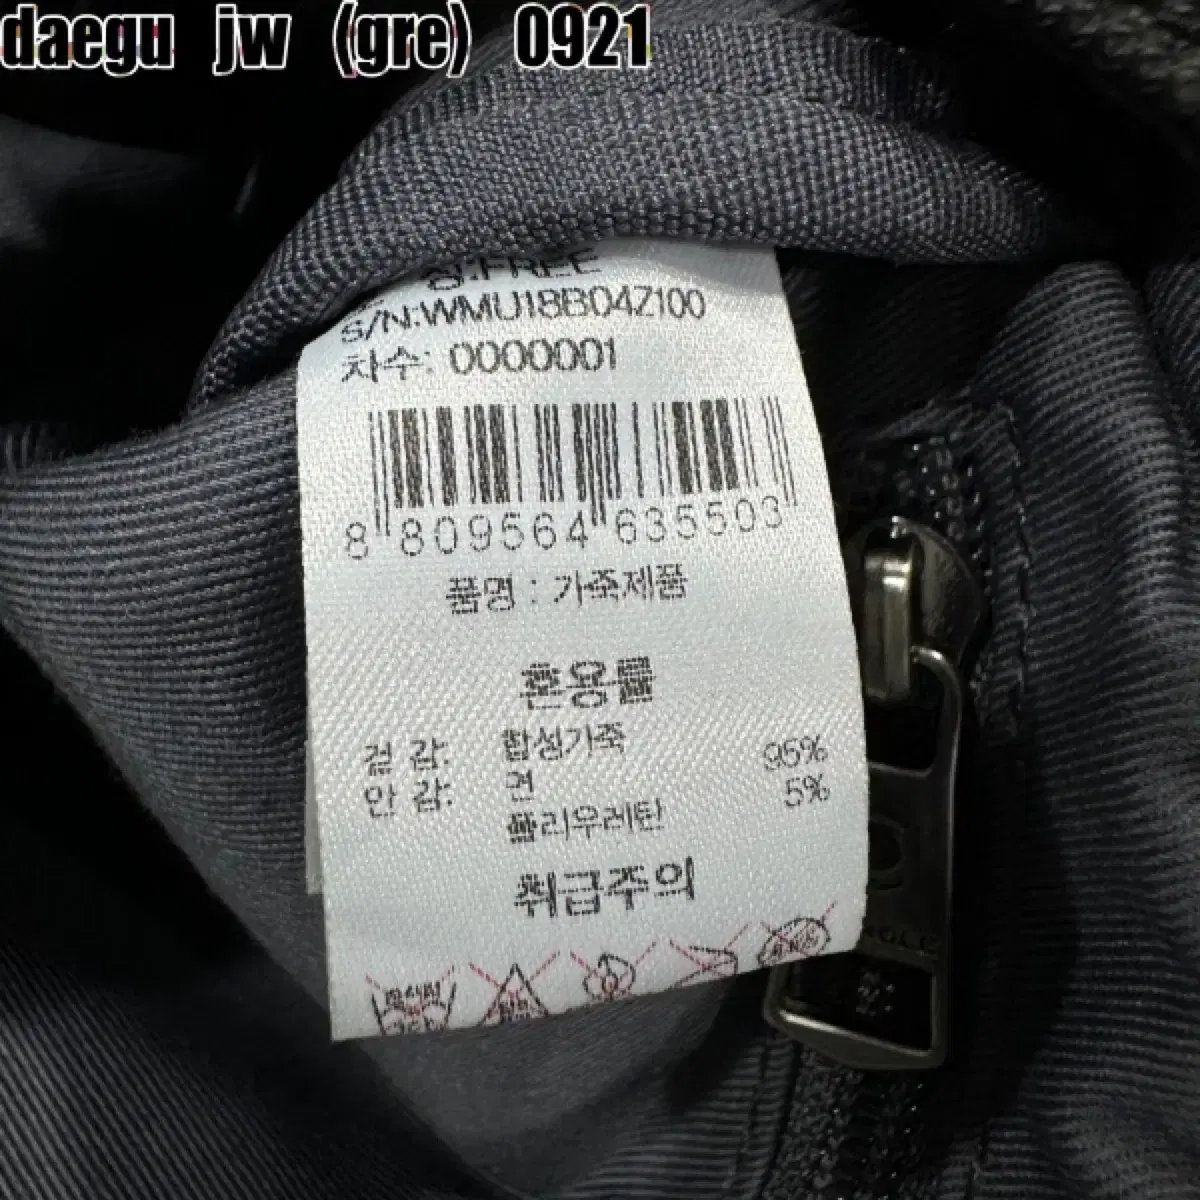 daegu jw (gre) 0921
:FREE
S/N:WMU18B04Z100
차수: 0000001
8 809564 635503
품명 : 가죽제품
혼용률
겉 감: 합성가죽
안 감: 면 95%
폴리우레탄 5%
취급주의